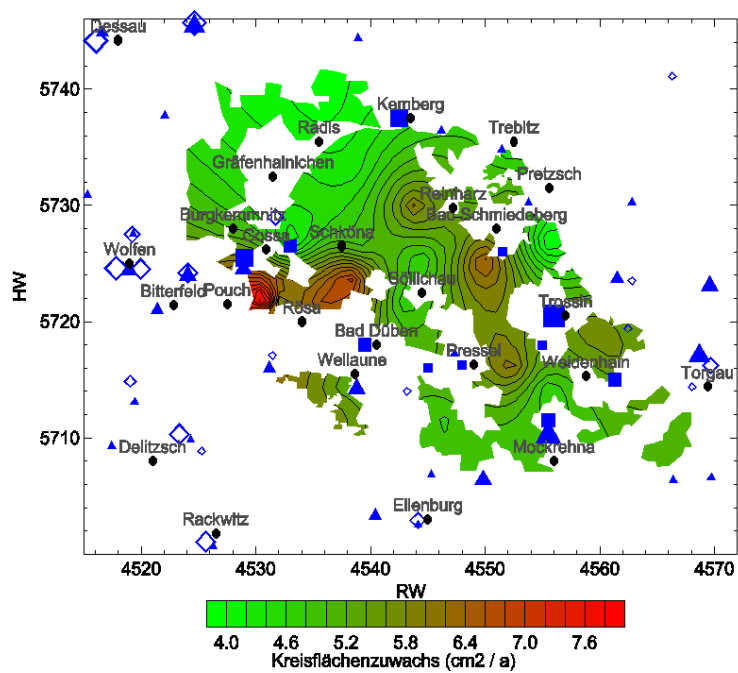 Dessau
5740
Kemberg
Radis
Trebitz
Gräfenhainichen
Pretzsch
5730
Reinharz
Burgkemnitz
Bad Schmiedeberg
Gossa
Schköna
Wolfen
HW
Söllichau
Bitterfeld
Pouch
5720
Rösa
Trossin
Bad Düben
Wellaune
Pressel
Weidenhain
Torgau
5710
Delitzsch
Mockrehna
Eilenburg
Rackwitz
4520 4530 4540 4550 4560 4570
RW
4.0 4.6 5.2 5.8 6.4 7.0 7.6
Kreisflächenzuwachs (cm2 / a)